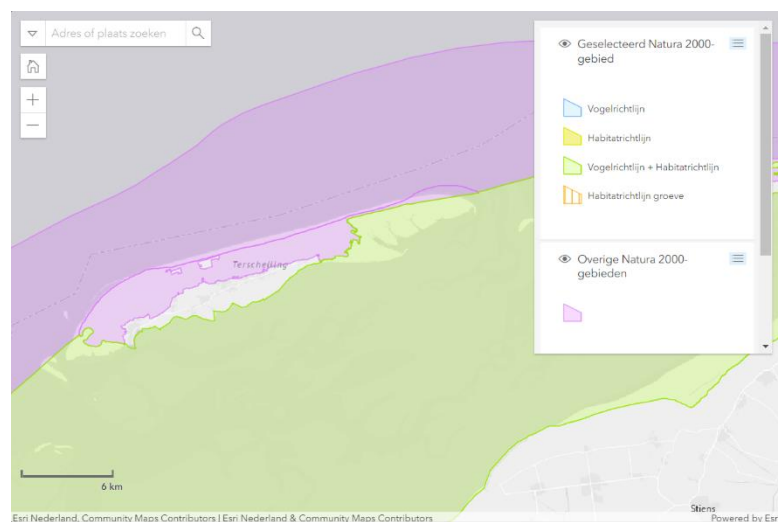 Adres of plaats zoeken
Geselecteerd Natura 2000-
gebied
Vogelrichtlijn
Habitatrichtlijn
Vogelrichtlijn + Habitatrichtlijn
Habitatrichtlijn groeve
Overige Natura 2000-
gebieden
Terschelling
6 km
Stiens
Esri Nederland, Community Maps Contributors | Esri Nederland & Community Maps Contributors
Powered by Esri